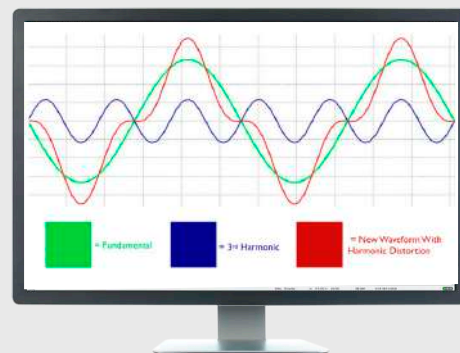 = Fundamental
= 3rd Harmonic
= New Waveform With
Harmonic Distortion